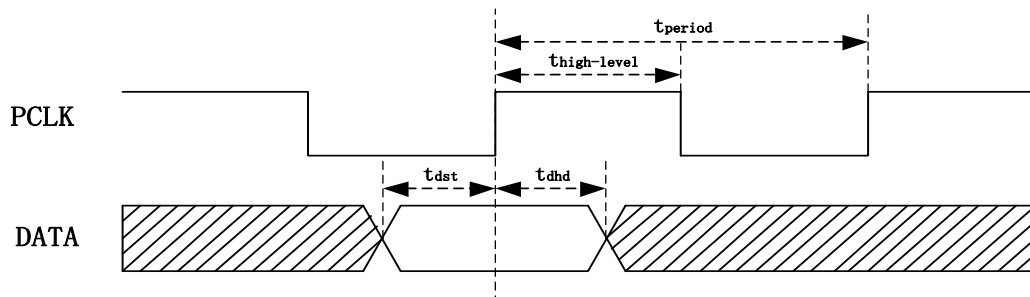 tperiod
thigh-level
PCLK
tdst
tdhd
DATA